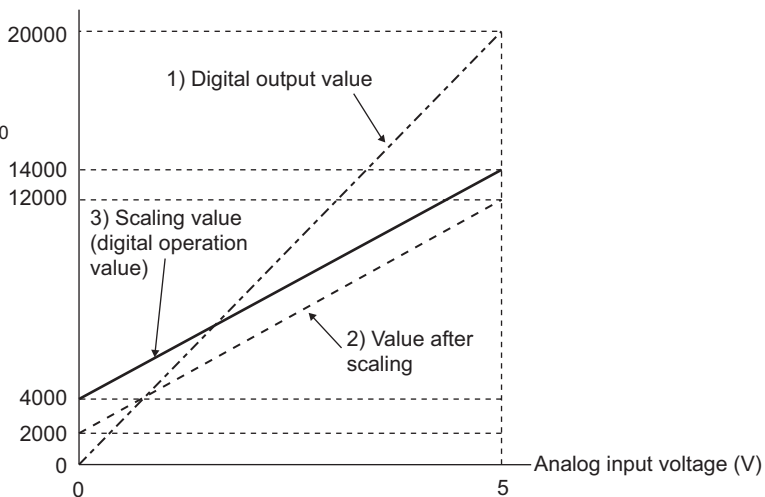 20000
1) Digital output value
0
14000
12000
3) Scaling value
(digital operation
value)
2) Value after
scaling
4000
2000
0
Analog input voltage (V)
0
5